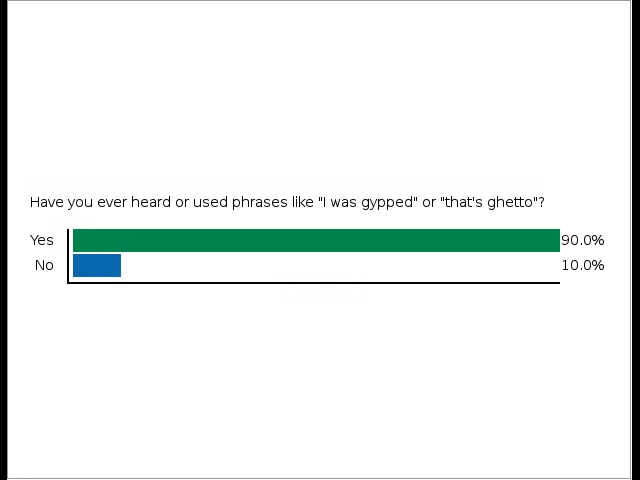 Have you ever heard or used phrases like "I was gypped" or "that's ghetto"?
Yes 90.0%
No 10.0%